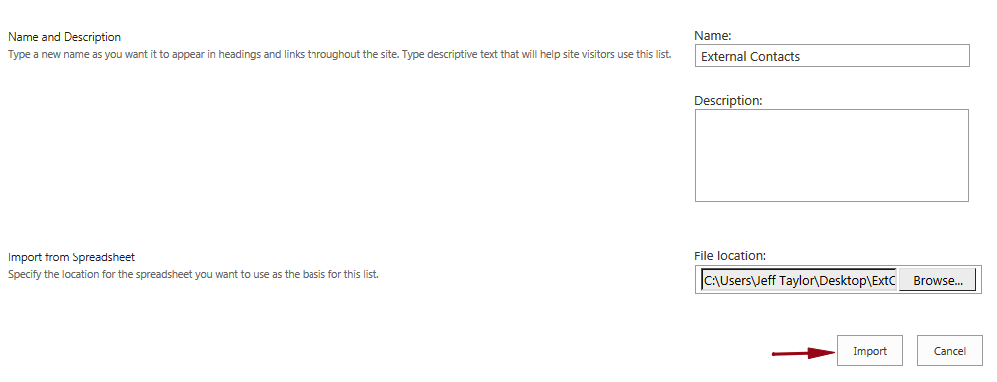 Name and Description
Type a new name as you want it to appear in headings and links throughout the site. Type descriptive text that will help site visitors use this list.
Name:
External Contacts
Description:
Import from Spreadsheet
Specify the location for the spreadsheet you want to use as the basis for this list.
File location:
C:\Users\Jeff Taylor\Desktop\ExtC
Browse...
Import
Cancel